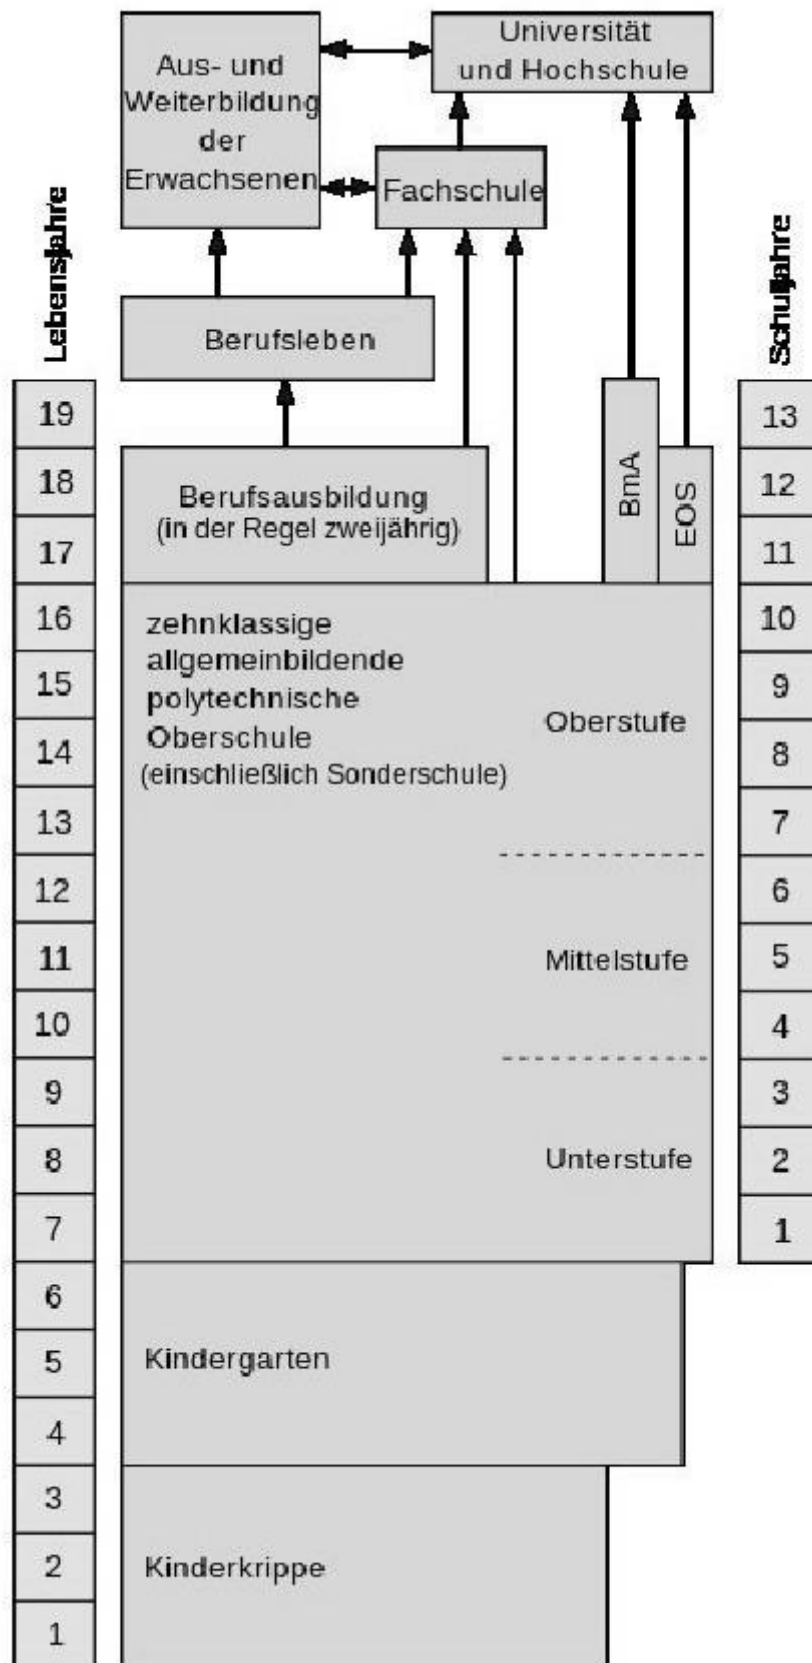 Aus- und
Weiterbildung
der
Erwachsenen
Universität
und Hochschule
Fachschule
Berufsleben
Lebensjahre
Schuljahre
19
18
17
16
15
14
13
12
11
10
9
8
7
6
5
4
3
2
1
Berufsausbildung
(in der Regel zweijährig)
BmA
EOS
zehnklassige
allgemeinbildende
polytechnische
Oberschule
(einschließlich Sonderschule)
Oberstufe
Mittelstufe
Unterstufe
Kindergarten
Kinderkrippe
13
12
11
10
9
8
7
6
5
4
3
2
1